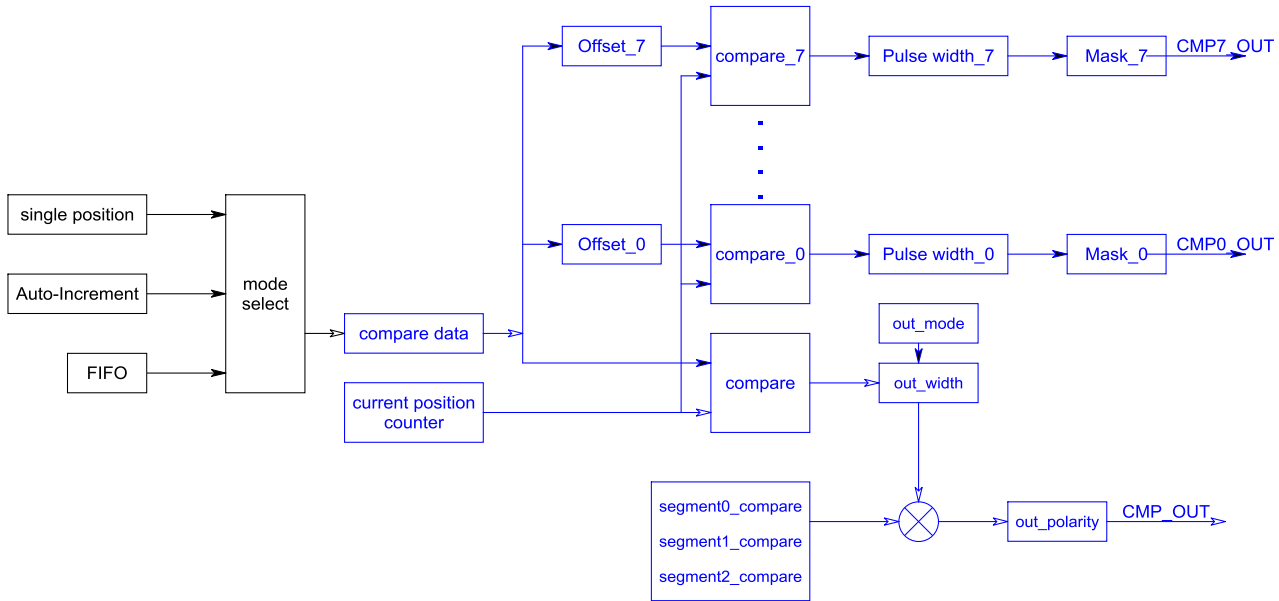 Offset_7
compare_7
Pulse width_7
Mask_7
CMP7_OUT
single position
Auto-Increment
FIFO
mode
select
compare data
current position
counter
Offset_0
compare_0
Pulse width_0
Mask_0
CMP0_OUT
compare
out_mode
out_width
segment0_compare
segment1_compare
segment2_compare
out_polarity
CMP_OUT